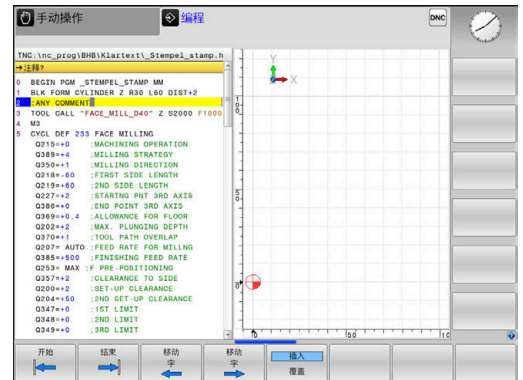 手动操作
编程
DNC
TNC:\nc_prog\BHB\Klartext\_Stempel_stamp.h
→注释?
0 BEGIN PGM _STEMPEL_STAMP MM
1 BLK FORM CYLINDER Z R30 L60 DIST+2
2 ;ANY COMMENT
3 TOOL CALL "FACE_MILL_D40" Z S2000 F1000
4 M3
5 CYCL DEF 233 FACE MILLING
Q215=+0 ;MACHINING OPERATION
Q389=+4 ;MILLING STRATEGY
Q350=+1 ;MILLING DIRECTION
Q218=-60 ;FIRST SIDE LENGTH
Q219=+60 ;2ND SIDE LENGTH
Q227=+2 ;STARTNG PNT 3RD AXIS
Q386=+0 ;END POINT 3RD AXIS
Q369=+0.4 ;ALLOWANCE FOR FLOOR
Q202=+2 ;MAX. PLUNGING DEPTH
Q370=+1 ;TOOL PATH OVERLAP
Q207= AUTO ;FEED RATE FOR MILLNG
Q385=+500 ;FINISHING FEED RATE
Q253= MAX ;F PRE-POSITIONING
Q357=+2 ;CLEARANCE TO SIDE
Q200=+2 ;SET-UP CLEARANCE
Q204=+50 ;2ND SET-UP CLEARANCE
Q347=+0 ;1ST LIMIT
Q348=+0 ;2ND LIMIT
Q349=+0 ;3RD LIMIT
Y
X
100
50
0
0
50
开始
结束
移动
字
移动
字
插入
覆盖